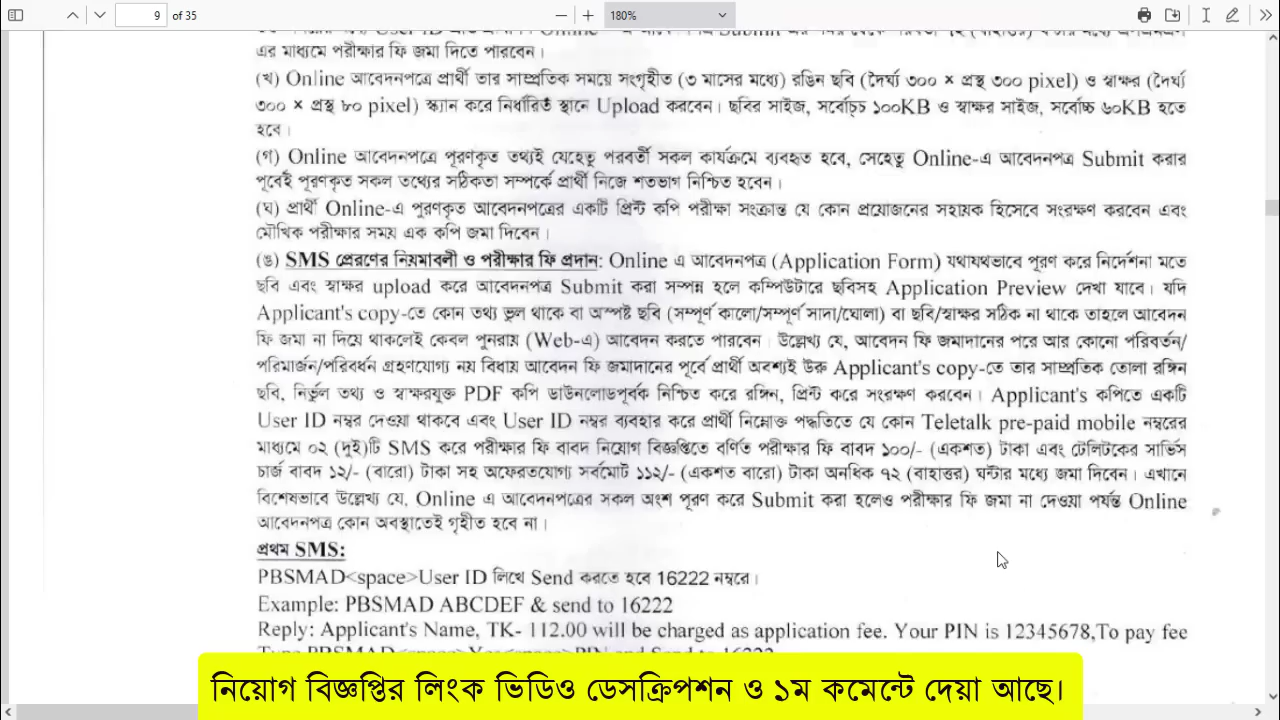 9 of 35
180%
এর মাধ্যমে পরীক্ষার ফি জমা দিতে পারবেন।
(খ) Online আবেদনপত্রে প্রার্থী তার সাম্প্রতিক সময়ে সংগৃহীত (৩ মাসের মধ্যে) রঙিন ছবি (দৈর্ঘ্য ৩০০ × প্রস্থ ৩০০ pixel) ও স্বাক্ষর (দৈর্ঘ্য
৩০০ × প্রস্থ ৮০ pixel) স্ক্যান করে নির্ধারিত স্থানে Upload করবেন। ছবির সাইজ, সর্বোচ্চ ১০০KB ও স্বাক্ষর সাইজ, সর্বোচ্চ ৬০KB হতে
হবে।
(গ) Online আবেদনপত্রে পূরণকৃত তথ্যই যেহেতু পরবর্তী সকল কার্যক্রমে ব্যবহৃত হবে, সেহেতু Online-এ আবেদনপত্র Submit করার
পূর্বেই পূরণকৃত সকল তথ্যের সঠিকতা সম্পর্কে প্রার্থী নিজে শতভাগ নিশ্চিত হবেন।
(ঘ) প্রার্থী Online-এ পুরণকৃত আবেদনপত্রের একটি প্রিন্ট কপি পরীক্ষা সংক্রান্ত যে কোন প্রয়োজনের সহায়ক হিসেবে সংরক্ষণ করবেন এবং
মৌখিক পরীক্ষার সময় এক কপি জমা দিবেন।
(ঙ) SMS প্রেরণের নিয়মাবলী ও পরীক্ষার ফি প্রদান: Online এ আবেদনপত্র (Application Form) যথাযথভাবে পূরণ করে নির্দেশনা মতে
ছবি এবং স্বাক্ষর upload করে আবেদনপত্র Submit করা সম্পন্ন হলে কম্পিউটারে ছবিসহ Application Preview দেখা যাবে। যদি
Applicant's copy-তে কোন তথ্য ভুল থাকে বা অস্পষ্ট ছবি (সম্পূর্ণ কালো/সম্পূর্ণ সাদা/ঘোলা) বা ছবি/স্বাক্ষর সঠিক না থাকে তাহলে আবেদন
ফি জমা না দিয়ে থাকলেই কেবল পুনরায় (Web-এ) আবেদন করতে পারবেন। উল্লেখ্য যে, আবেদন ফি জমাদানের পরে আর কোনো পরিবর্তন/
পরিমার্জন/পরিবর্ধন গ্রহণযোগ্য নয় বিধায় আবেদন ফি জমাদানের পূর্বে প্রার্থী অবশ্যই উক্ত Applicant's copy-তে তার সাম্প্রতিক তোলা রঙ্গিন
ছবি, নির্ভুল তথ্য ও স্বাক্ষরযুক্ত PDF কপি ডাউনলোডপূর্বক নিশ্চিত করে রঙ্গিন, প্রিন্ট করে সংরক্ষণ করবেন। Applicant's কপিতে একটি
User ID নম্বর দেওয়া থাকবে এবং User ID নম্বর ব্যবহার করে প্রার্থী নিম্নোক্ত পদ্ধতিতে যে কোন Teletalk pre-paid mobile নম্বরের
মাধ্যমে ০২ (দুই)টি SMS করে পরীক্ষার ফি বাবদ নিয়োগ বিজ্ঞপ্তিতে বর্ণিত পরীক্ষার ফি বাবদ ১০০/- (একশত) টাকা এবং টেলিটকের সার্ভিস
চার্জ বাবদ ১২/- (বারো) টাকা সহ অফেরতযোগ্য সর্বমোট ১১২/- (একশত বারো) টাকা অনধিক ৭২ (বাহাত্তর) ঘন্টার মধ্যে জমা দিবেন। এখানে
বিশেষভাবে উল্লেখ্য যে, Online এ আবেদনপত্রের সকল অংশ পূরণ করে Submit করা হলেও পরীক্ষার ফি জমা না দেওয়া পর্যন্ত Online
আবেদনপত্র কোন অবস্থাতেই গৃহীত হবে না।
প্রথম SMS:
PBSMAD<space>User ID লিখে Send করতে হবে 16222 নম্বরে।
Example: PBSMAD ABCDEF & send to 16222
Reply: Applicant's Name, TK- 112.00 will be charged as application fee. Your PIN is 12345678,To pay fee
নিয়োগ বিজ্ঞপ্তির লিংক ভিডিও ডেসক্রিপশন ও ১ম কমেন্টে দেয়া আছে।